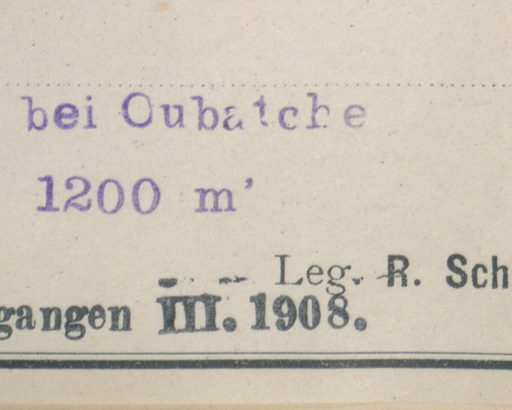 bei Oubatche
1200 m'
Leg. R. Sch
gangen III. 1908.